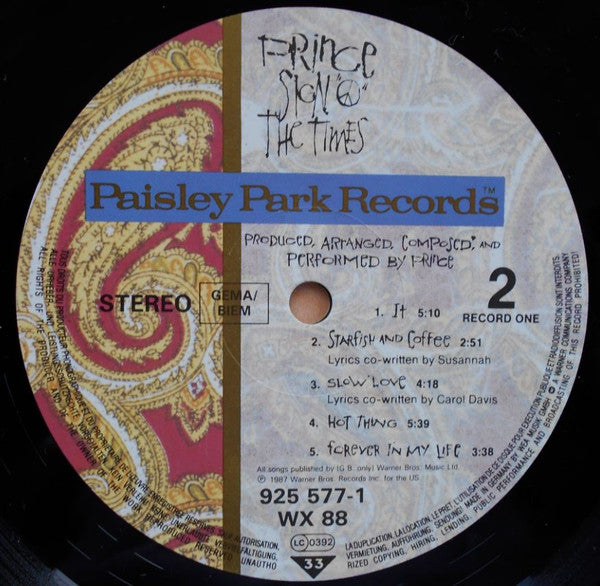 PRINCE
SIGN "☮"
THE TIMES
Paisley Park Records™
PRODUCED, ARRANGED, COMPOSED* AND
PERFORMED BY PRINCE
STEREO
GEMA/
BIEM
2
RECORD ONE
1. It 5:10
2. STARFISH AND COFFEE 2:51
Lyrics co-written by Susannah
3. SLOW LOVE 4:18
Lyrics co-written by Carol Davis
4. HOT THING 5:39
5. FOREVER IN MY LIFE 3:38
All songs published by (G.B. only) Warner Bros. Music Ltd.
℗ 1987 Warner Bros. Records Inc. for the US
925 577-1
WX 88
LC 0392
33